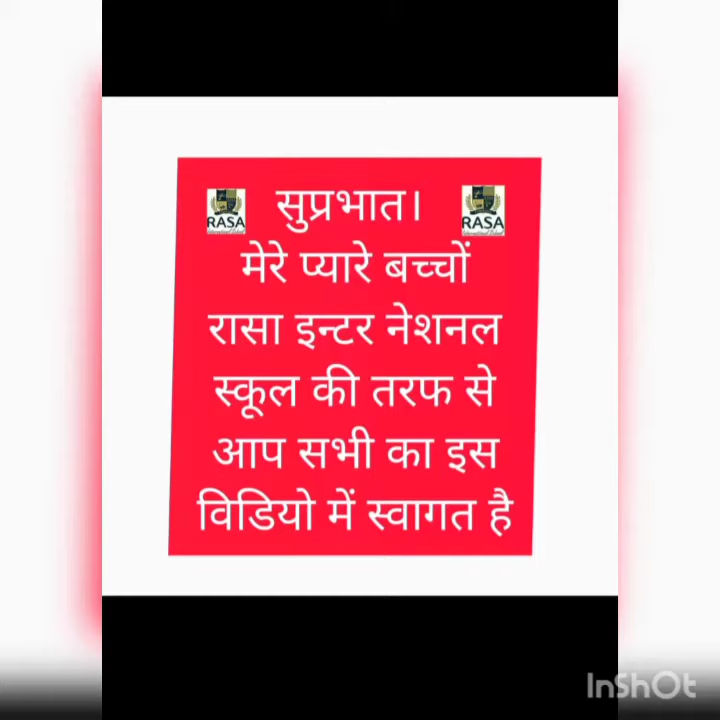 सुप्रभात।
RASA
RASA
मेरे प्यारे बच्चों
रासा इन्टर नेशनल
स्कूल की तरफ से
आप सभी का इस
विडियो में स्वागत है
InShOt